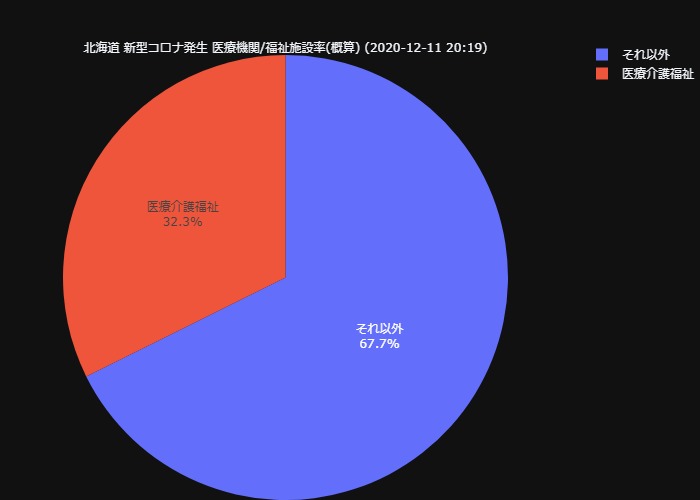 北海道 新型コロナ発生 医療機関/福祉施設率(概算) (2020-12-11 20:19)
それ以外
医療介護福祉
医療介護福祉
32.3%
それ以外
67.7%